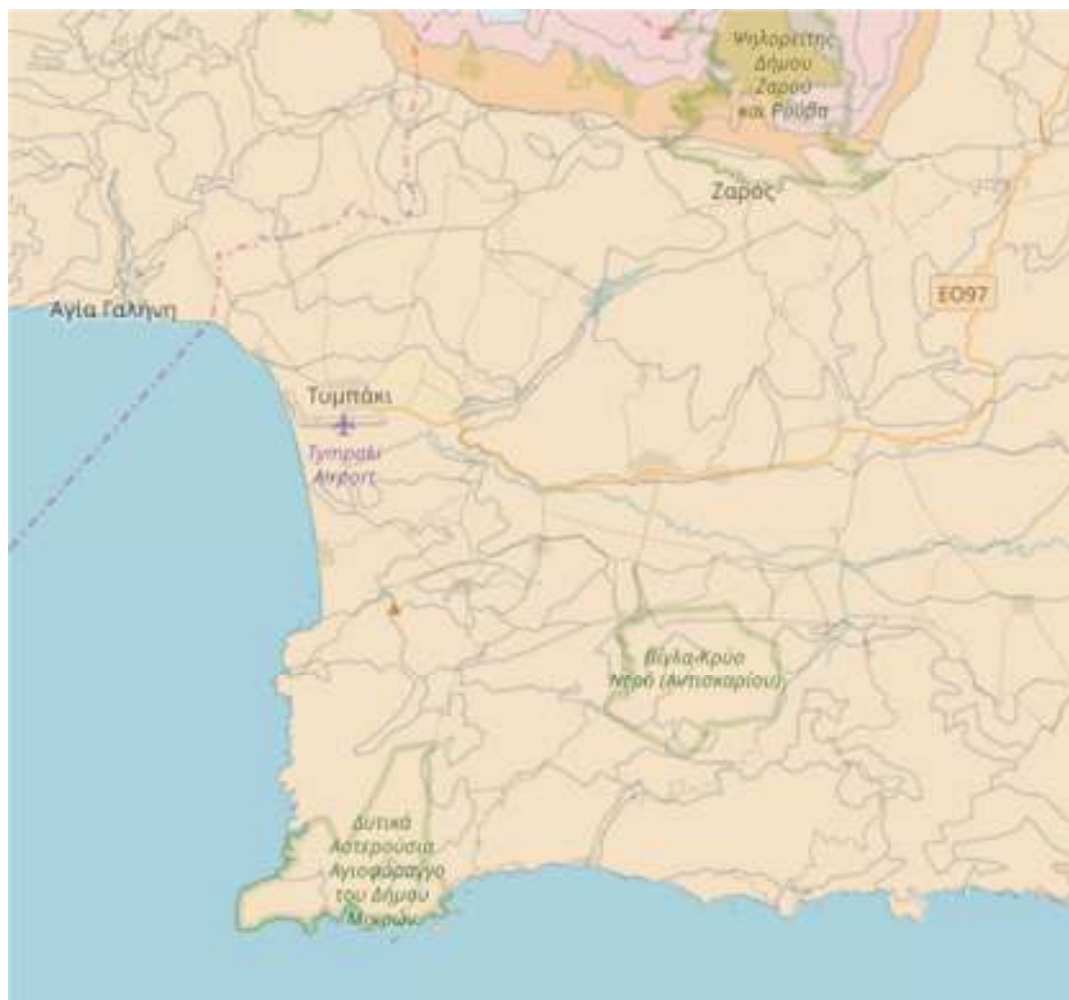 Ψηλορείτης
Δήμου
Ζαρού
και Ρούβα
Ζαρός
ΕΟ97
Αγία Γαλήνη
Τυμπάκι
Tympaki
Airport
Βίγλα-Κρύο
Νερό (Αντισκαρίου)
Δυτικά
Αστερούσια
Αγιοφάραγγο
του Δήμου
Μικρών